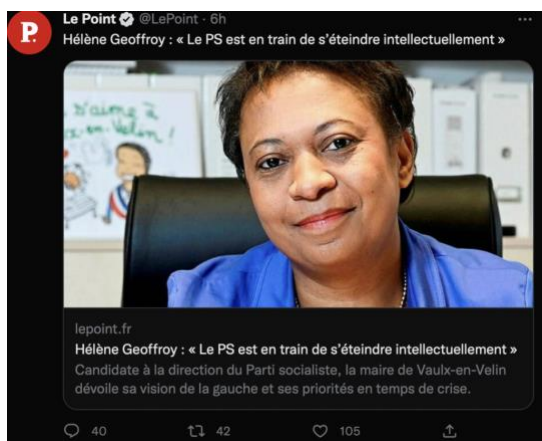 P.
Le Point @LePoint · 6h
Hélène Geoffroy : « Le PS est en train de s'éteindre intellectuellement »
s'aime à
x-en-Velin !
lepoint.fr
Hélène Geoffroy : « Le PS est en train de s'éteindre intellectuellement »
Candidate à la direction du Parti socialiste, la maire de Vaulx-en-Velin
dévoile sa vision de la gauche et ses priorités en temps de crise.
40 42 105